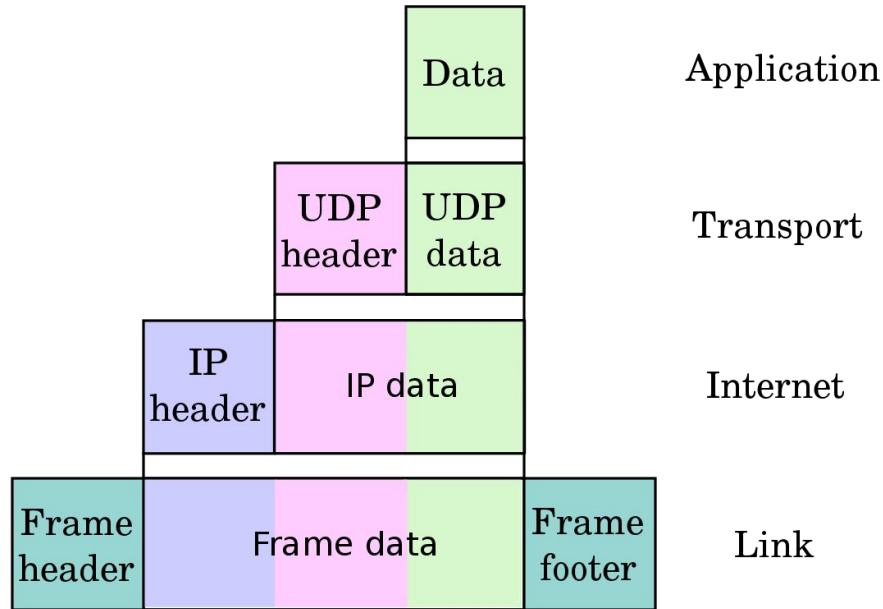 Data
Application
UDP
header
UDP
data
Transport
IP
header
IP data
Internet
Frame
header
Frame data
Frame
footer
Link